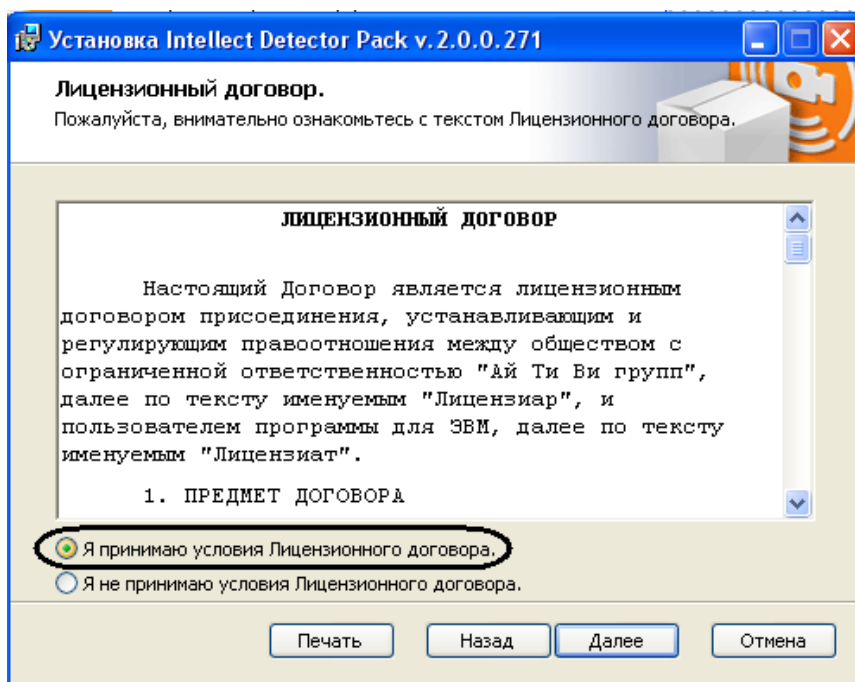 Установка Intellect Detector Pack v.2.0.0.271
Лицензионный договор.
Пожалуйста, внимательно ознакомьтесь с текстом Лицензионного договора.
ЛИЦЕНЗИОННЫЙ ДОГОВОР
Настоящий Договор является лицензионным
договором присоединения, устанавливающим и
регулирующим правоотношения между обществом с
ограниченной ответственностью "Ай Ти Ви групп",
далее по тексту именуемым "Лицензиар", и
пользователем программы для ЭВМ, далее по тексту
именуемым "Лицензиат".
1. ПРЕДМЕТ ДОГОВОРА
Я принимаю условия Лицензионного договора.
Я не принимаю условия Лицензионного договора.
Печать Назад Далее Отмена